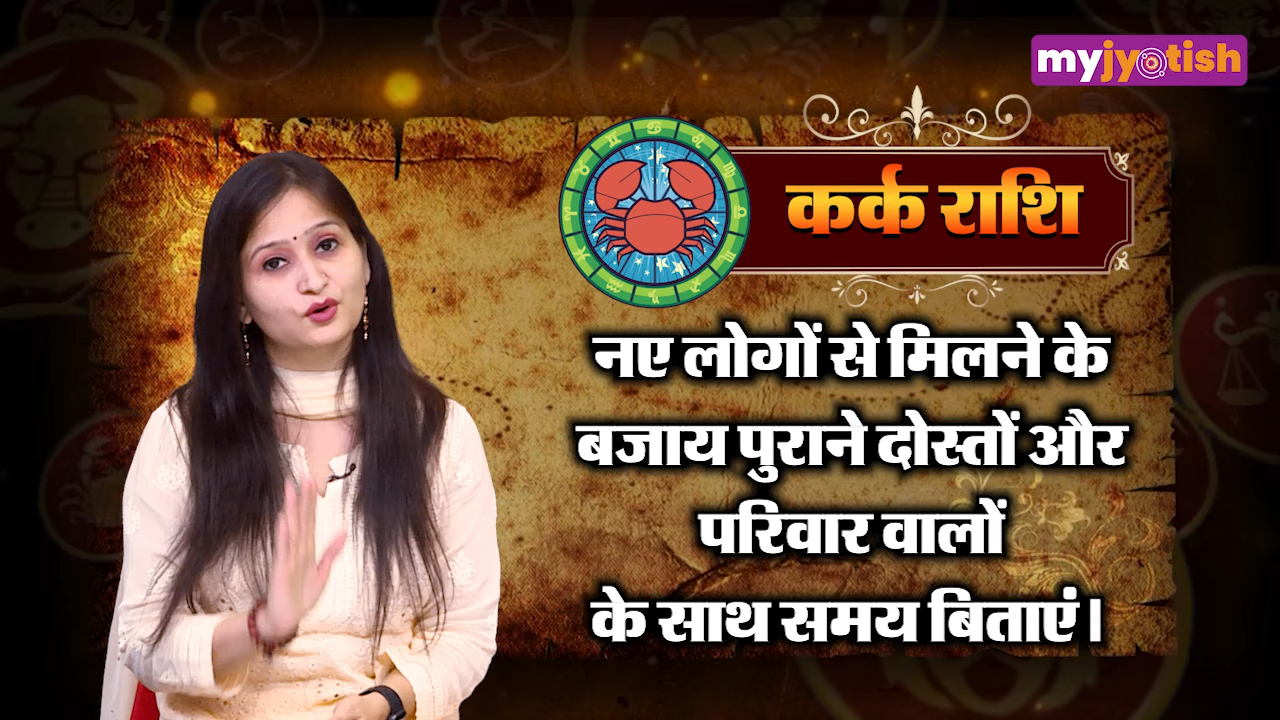 myjyotish
कर्क राशि
नए लोगों से मिलने के
बजाय पुराने दोस्तों और
परिवार वालों
के साथ समय बिताएं।